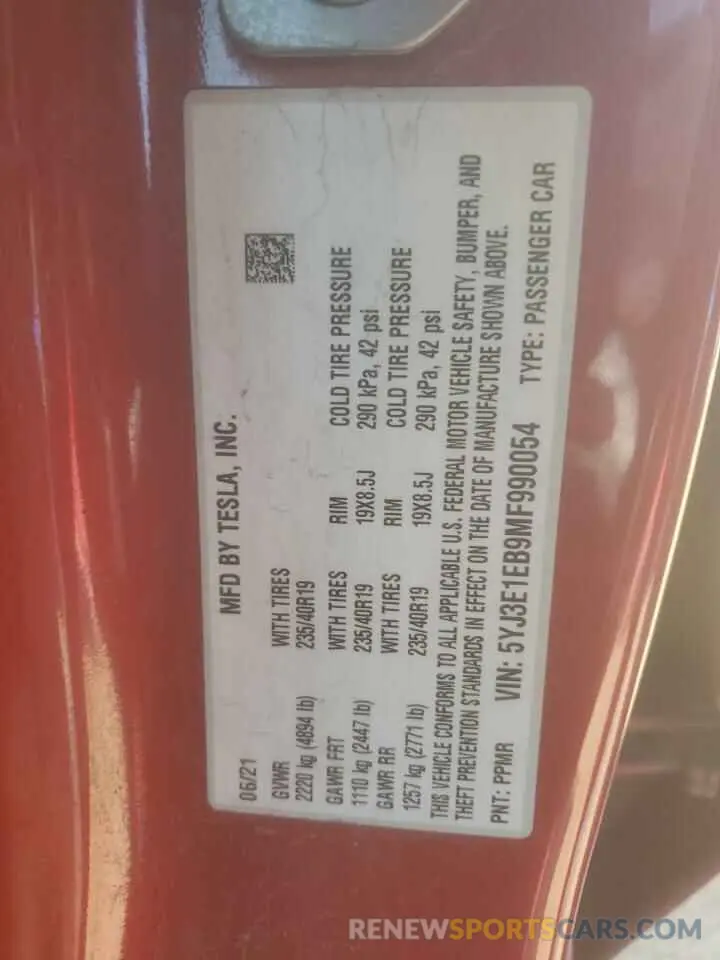 MFD BY TESLA, INC.
06/21
GVWR WITH TIRES
2220 kg (4894 lb) 235/40R19
GAWR FRT WITH TIRES RIM COLD TIRE PRESSURE
1110 kg (2447 lb) 235/40R19 19X8.5J 290 kPa, 42 psi
GAWR RR WITH TIRES RIM COLD TIRE PRESSURE
1257 kg (2771 lb) 235/40R19 19X8.5J 290 kPa, 42 psi
THIS VEHICLE CONFORMS TO ALL APPLICABLE U.S. FEDERAL MOTOR VEHICLE SAFETY, BUMPER, AND
THEFT PREVENTION STANDARDS IN EFFECT ON THE DATE OF MANUFACTURE SHOWN ABOVE.
PNT: PPMR VIN: 5YJ3E1EB9MF990054 TYPE: PASSENGER CAR
RENEWSPORTSCARS.COM